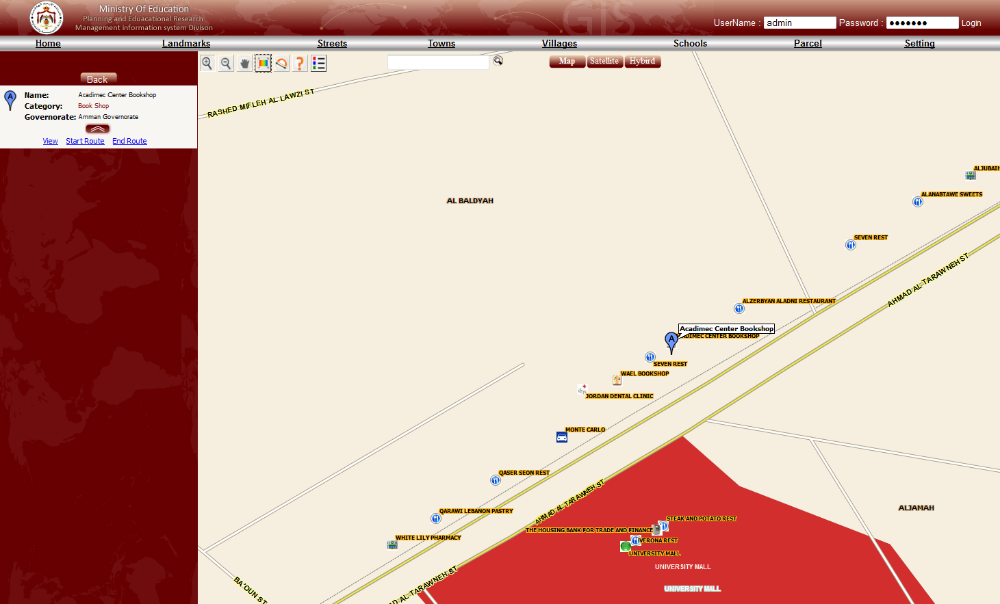 Ministry Of Education
Planning and Eduacational Research
Management information system Divison
GIS
UserName : admin Password : ●●●●●●● Login
Home Landmarks Streets Towns Villages Schools Parcel Setting
Back
A
Name: Acadimec Center Bookshop
Category: Book Shop
Governorate: Amman Governorate
View Start Route End Route
Map Satellite Hybird
RASHED MIFLEH AL LAWZI ST
ALJUBAIH
ALANABTAWE SWEETS
AL BALDYAH
SEVEN REST
AHMAD AL-TARAWNEH ST
ALZERBYAN ALADNI RESTAURANT
Acadimec Center Bookshop
ADIMEC CENTER BOOKSHOP
A
SEVEN REST
WAEL BOOKSHOP
JORDAN DENTAL CLINIC
MONTE CARLO
QASER SEON REST
AHMAD AL-TARAWNEH ST
QARAWI LEBANON PASTRY
ALJAMAH
STEAK AND POTATO REST
THE HOUSING BANK FOR TRADE AND FINANCE
WHITE LILY PHARMACY
VERONA REST
UNIVERSITY MALL
UNIVERSITY MALL
AD AL-TARAWNEH ST
BA'OUN ST
UNIVERSITY MALL